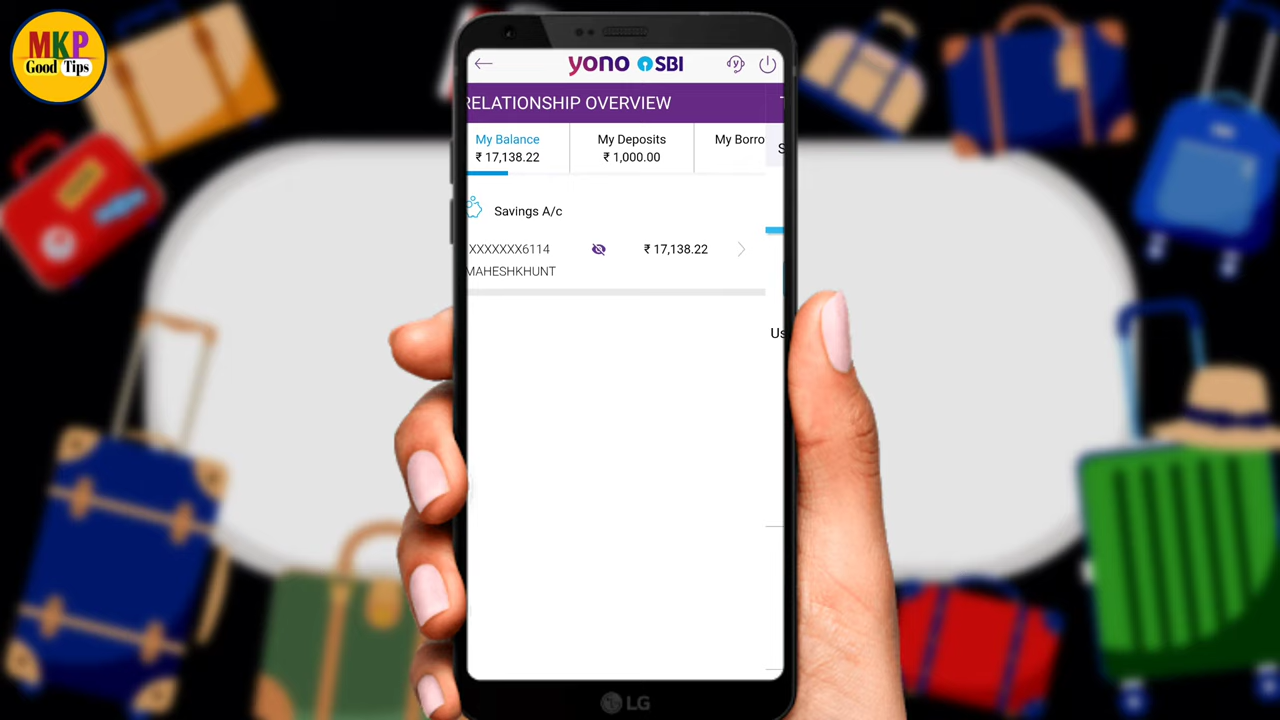 MKP
Good Tips
yono SBI
RELATIONSHIP OVERVIEW
My Balance
₹ 17,138.22
My Deposits
₹ 1,000.00
My Borro
Savings A/c
XXXXXXX6114
₹ 17,138.22
MAHESHKHUNT
Us
LG